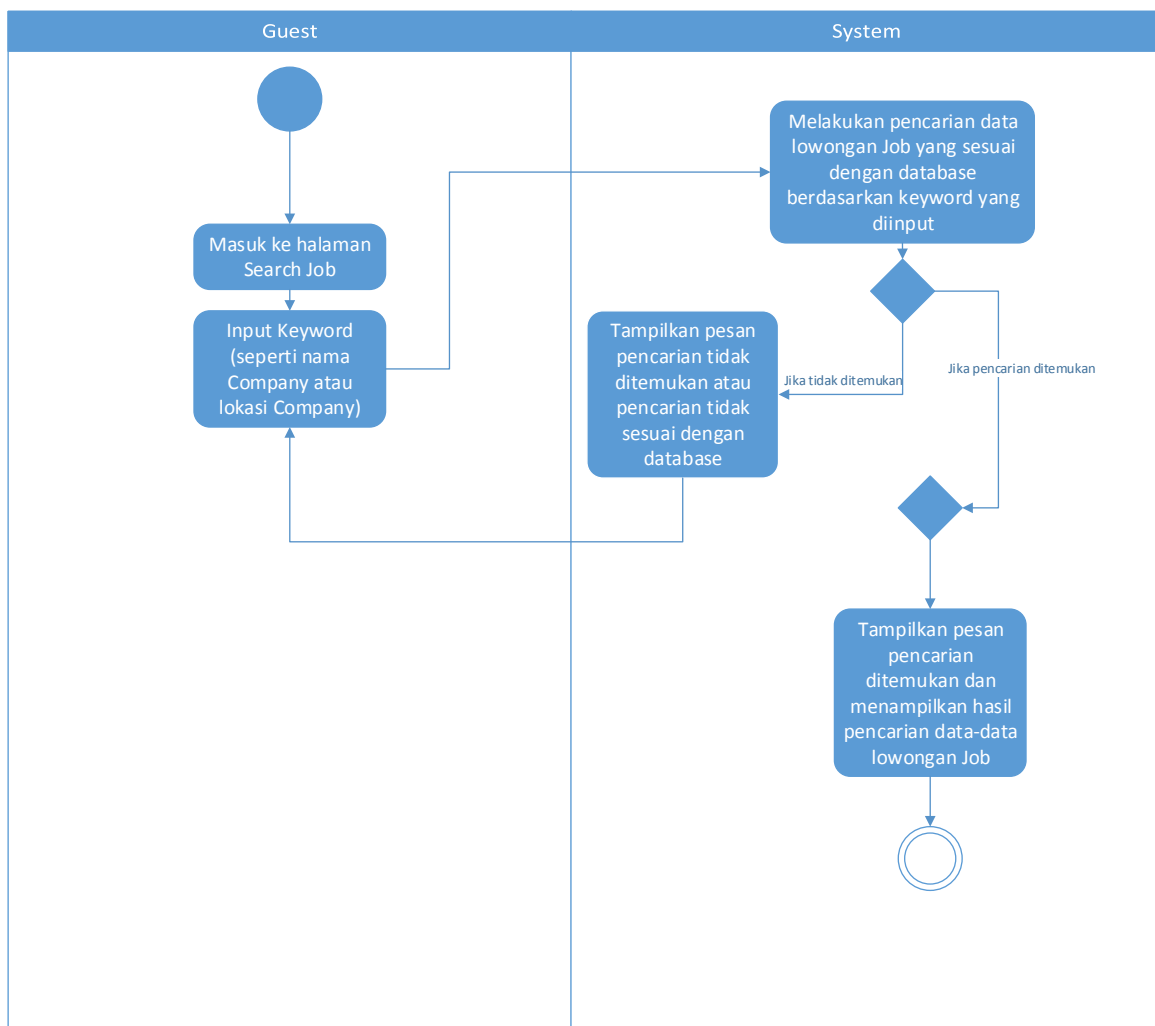 Guest
System
Masuk ke halaman
Search Job
Input Keyword
(seperti nama
Company atau
lokasi Company)
Melakukan pencarian data
lowongan Job yang sesuai
dengan database
berdasarkan keyword yang
diinput
Tampilkan pesan
pencarian tidak
ditemukan atau
pencarian tidak
sesuai dengan
database
Jika tidak ditemukan
Jika pencarian ditemukan
Tampilkan pesan
pencarian
ditemukan dan
menampilkan hasil
pencarian data-data
lowongan Job